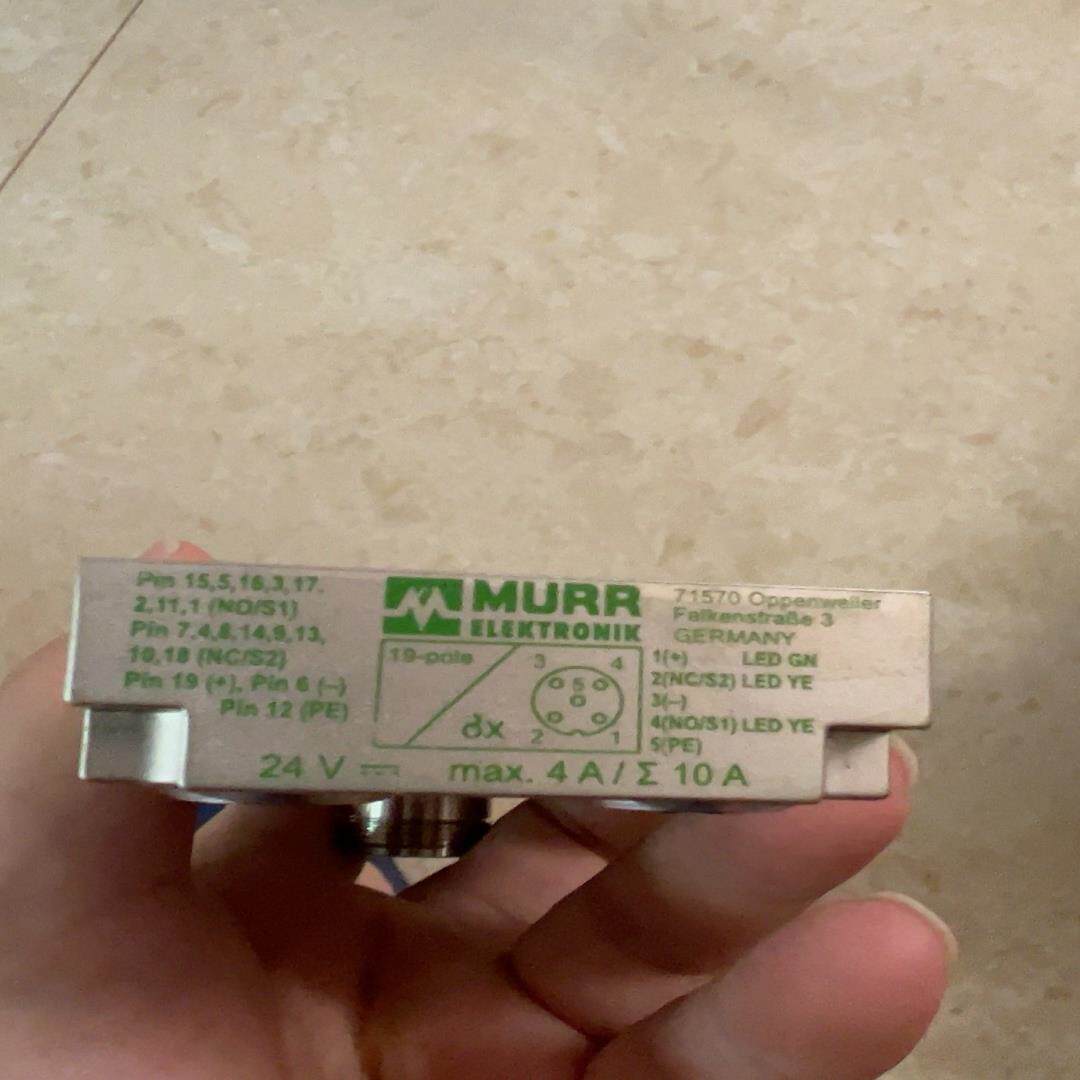 Pin 15,5,16,3,17.
2,11,1 (NO/S1)
Pin 7,4,8,14,9,13,
10,18 (NC/S2)
Pin 19 (+), Pin 6 (–)
Pin 12 (PE)
MURR
ELEKTRONIK
19-pole
3 4
5
2 1
71570 Oppenweiler
Falkenstraße 3
GERMANY
1(+) LED GN
2(NC/S2) LED YE
3(–)
4(NO/S1) LED YE
5(PE)
24 V ⎓ max. 4 A / Σ 10 A